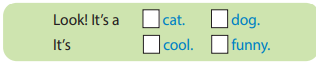 Look! It's a □ cat. □ dog.
It's □ cool. □ funny.